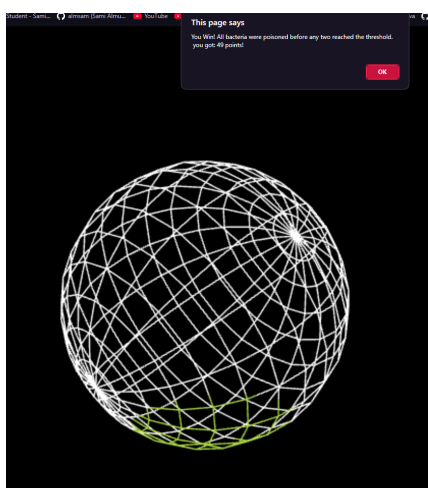 Student - Sami... almsam (Sami Almu... YouTube
This page says
You Win! All bacteria were poisoned before any two reached the threshold.
you got: 49 points!
OK